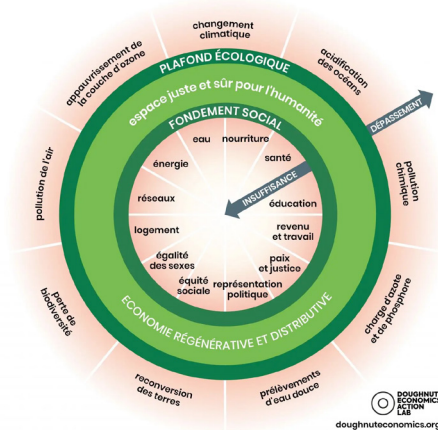 changement
climatique
acidification
des océans
pollution
chimique
charge d'azote
et de phosphore
prélèvements
d'eau douce
reconversion
des terres
perte de
biodiversité
pollution de l'air
appauvrissement de
la couche d'ozone
PLAFOND ÉCOLOGIQUE
espace juste et sûr pour l'humanité
FONDEMENT SOCIAL
DÉPASSEMENT
INSUFFISANCE
eau
nourriture
santé
éducation
revenu
et travail
paix
et justice
représentation
politique
équité
sociale
égalité
des sexes
logement
réseaux
énergie
ECONOMIE RÉGÉNÉRATIVE ET DISTRIBUTIVE
DOUGHNUT
ECONOMICS
ACTION
LAB
doughnuteconomics.org